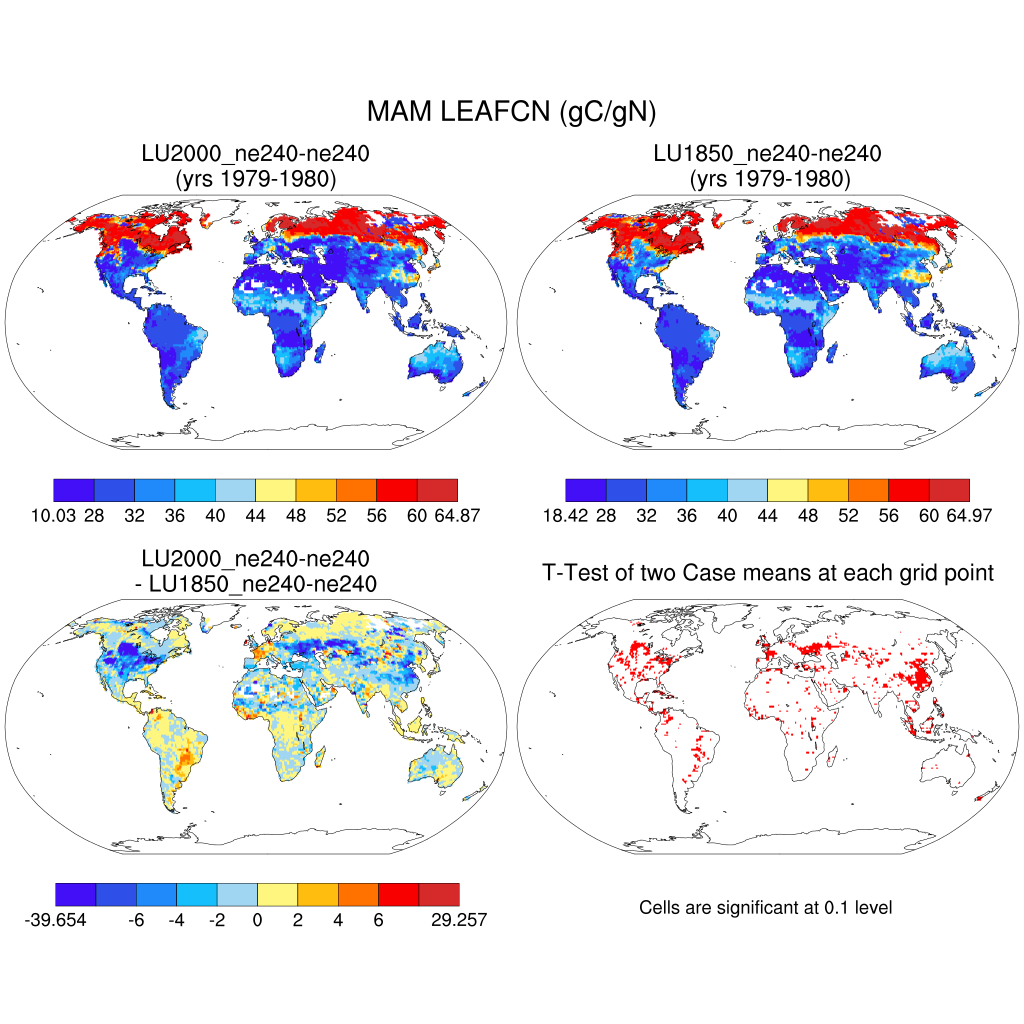 MAM LEAFCN (gC/gN)
LU2000_ne240-ne240
(yrs 1979-1980)
LU1850_ne240-ne240
(yrs 1979-1980)
10.03 28 32 36 40 44 48 52 56 60 64.87
18.42 28 32 36 40 44 48 52 56 60 64.97
LU2000_ne240-ne240
- LU1850_ne240-ne240
T-Test of two Case means at each grid point
-39.654 -6 -4 -2 0 2 4 6 29.257
Cells are significant at 0.1 level